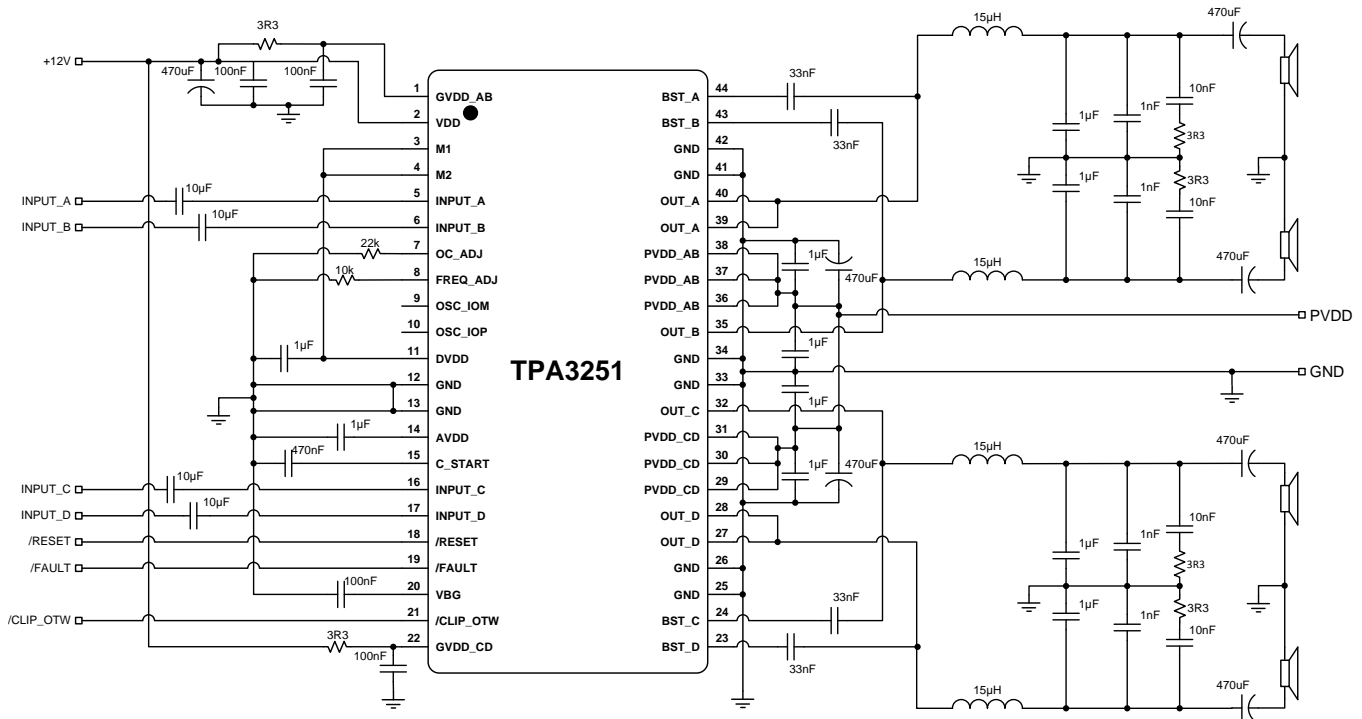 3R3
+12V
470uF
100nF
100nF
1
GVDD_AB
2
VDD
3
M1
4
M2
INPUT_A
10µF
5
INPUT_A
INPUT_B
10µF
6
INPUT_B
22k
7
OC_ADJ
10k
8
FREQ_ADJ
9
OSC_IOM
10
OSC_IOP
1µF
11
DVDD
12
GND
13
GND
1µF
14
AVDD
470nF
15
C_START
INPUT_C
10µF
16
INPUT_C
INPUT_D
10µF
17
INPUT_D
/RESET
18
/RESET
/FAULT
19
/FAULT
100nF
20
VBG
/CLIP_OTW
21
/CLIP_OTW
3R3
22
GVDD_CD
100nF
TPA3251
BST_A
44
33nF
BST_B
43
33nF
GND
42
GND
41
OUT_A
40
OUT_A
39
PVDD_AB
38
PVDD_AB
37
PVDD_AB
36
OUT_B
35
GND
34
GND
33
OUT_C
32
PVDD_CD
31
PVDD_CD
30
PVDD_CD
29
OUT_D
28
OUT_D
27
GND
26
GND
25
BST_C
24
33nF
BST_D
23
33nF
1µF
470uF
1µF
1µF
1µF
470uF
15µH
470uF
10nF
1nF
1µF
3R3
1µF
1nF
3R3
10nF
15µH
470uF
PVDD
GND
15µH
470uF
10nF
1nF
1µF
3R3
1µF
1nF
3R3
10nF
15µH
470uF